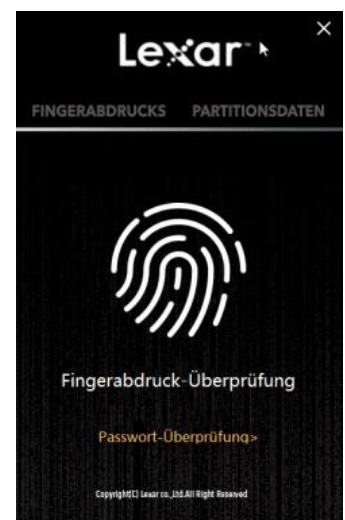 Lexar
FINGERABDRUCKS PARTITIONSDATEN
Fingerabdruck-Überprüfung
Passwort-Überprüfung>
Copyright(C) Lexar co.,Ltd.All Right Reserved